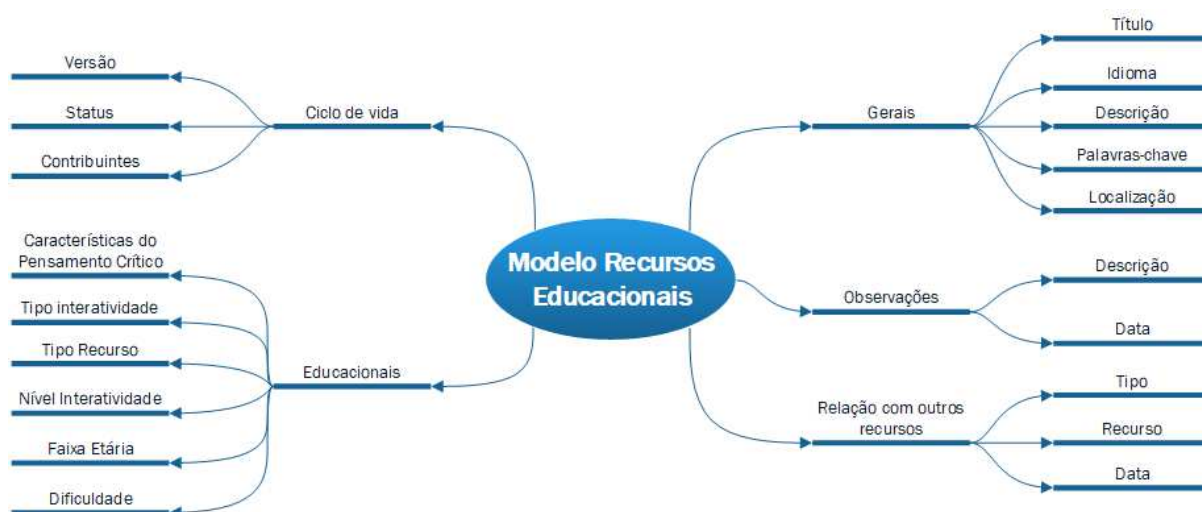 Modelo Recursos
Educacionais
Ciclo de vida
Versão
Status
Contribuintes
Educacionais
Características do
Pensamento Crítico
Tipo interatividade
Tipo Recurso
Nível Interatividade
Faixa Etária
Dificuldade
Gerais
Título
Idioma
Descrição
Palavras-chave
Localização
Observações
Descrição
Data
Relação com outros
recursos
Tipo
Recurso
Data